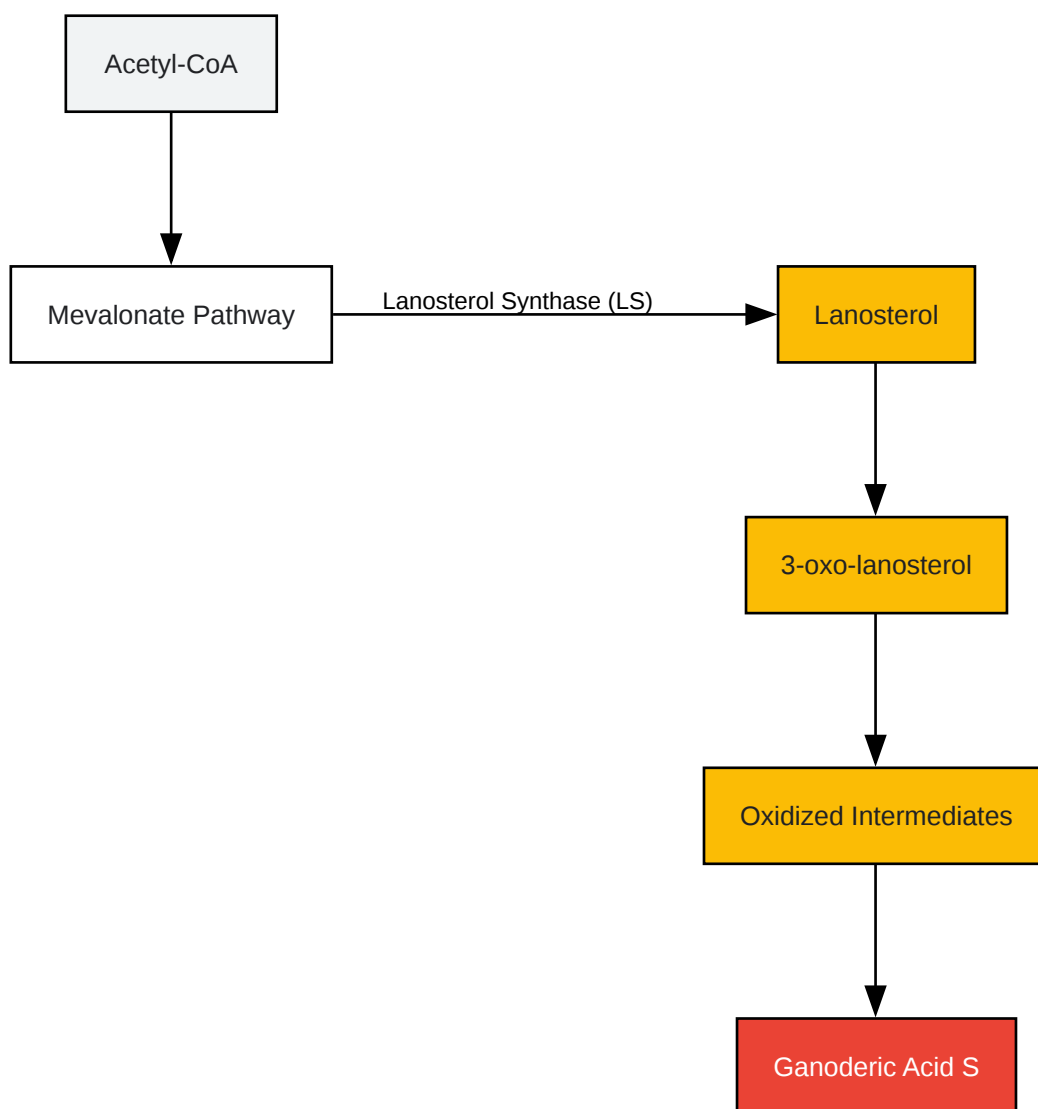 Acetyl-CoA
Mevalonate Pathway
Lanosterol Synthase (LS)
Lanosterol
3-oxo-lanosterol
Oxidized Intermediates
Ganoderic Acid S